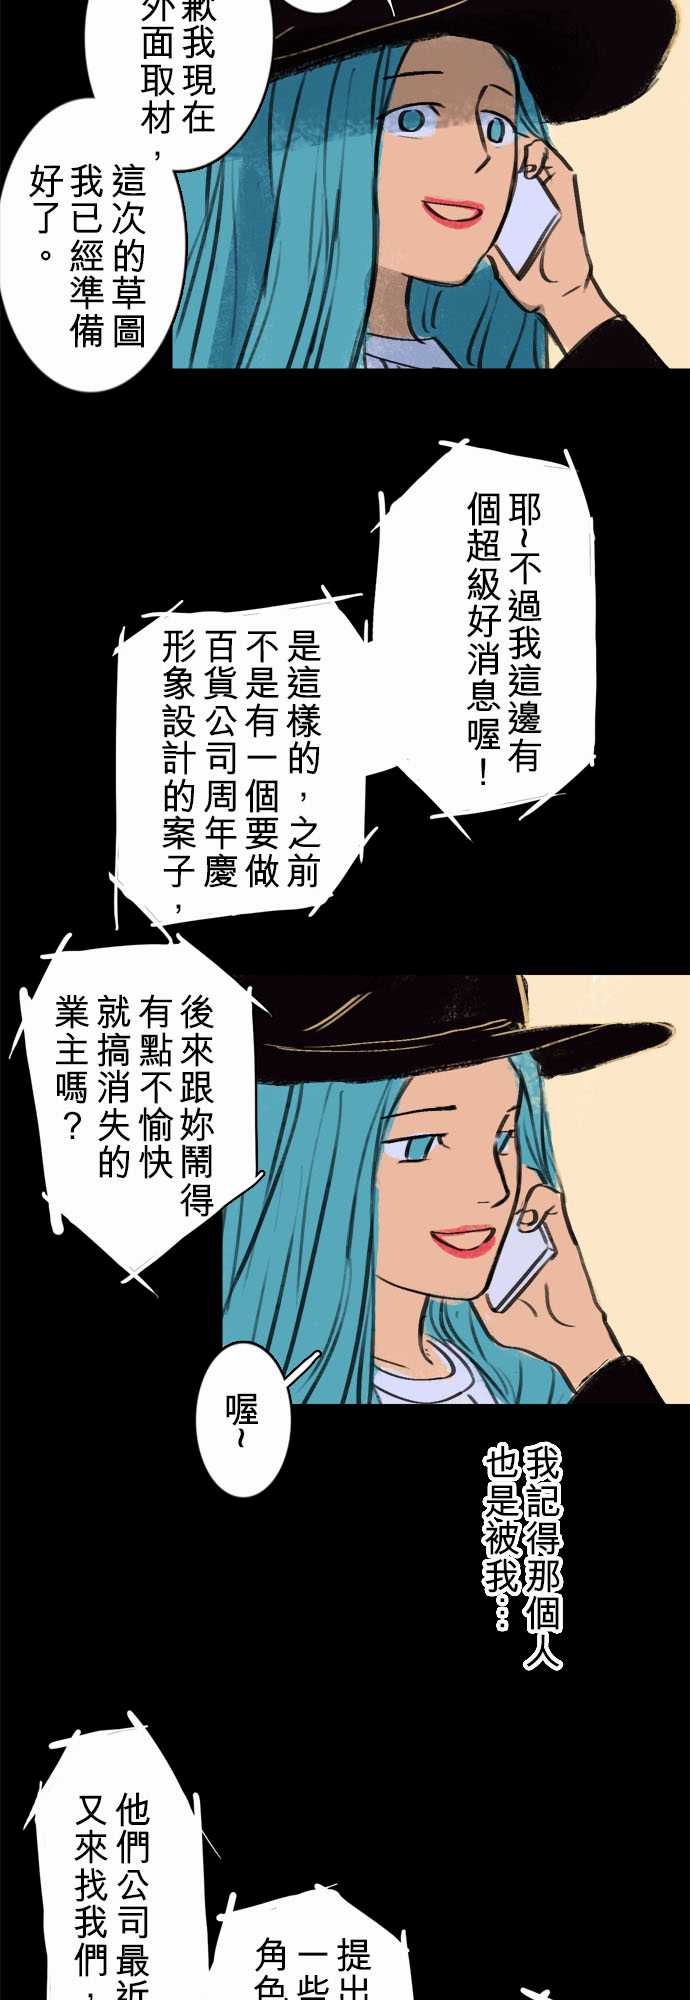 歉我現在
外面取材，
這次的草圖
我已經準備
好了。
耶~不過我這邊有
個超級好消息喔！
是這樣的，之前
不是有一個要做
百貨公司周年慶
形象設計的案子，
後來跟妳鬧得
有點不愉快
就搞消失的
業主嗎？
喔~
我記得那個人
也是被我…
他們公司最近
又來找我們，
提出
一些
角色